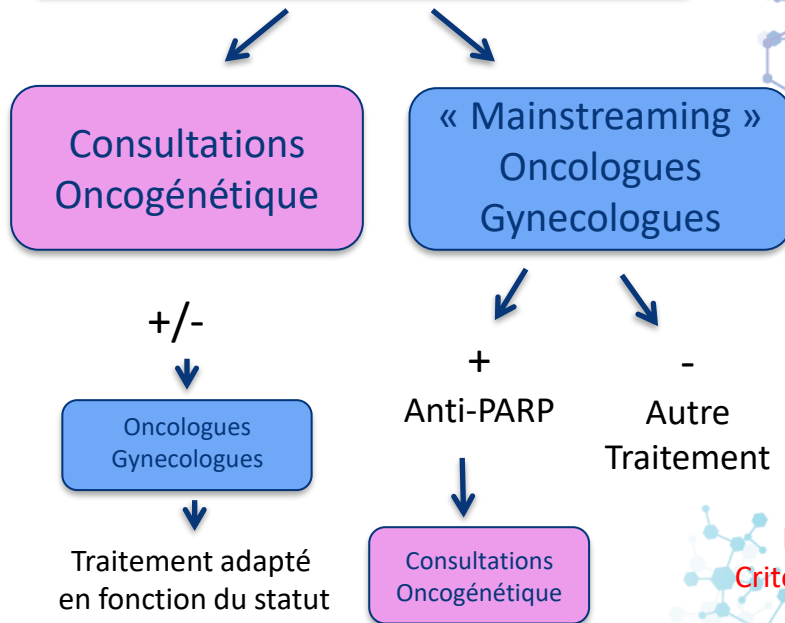 Consultations
Oncogénétique
« Mainstreaming »
Oncologues
Gynecologues
+/-
Oncologues
Gynecologues
Traitement adapté
en fonction du statut
+
Anti-PARP
-
Autre
Traitement
Consultations
Oncogénétique